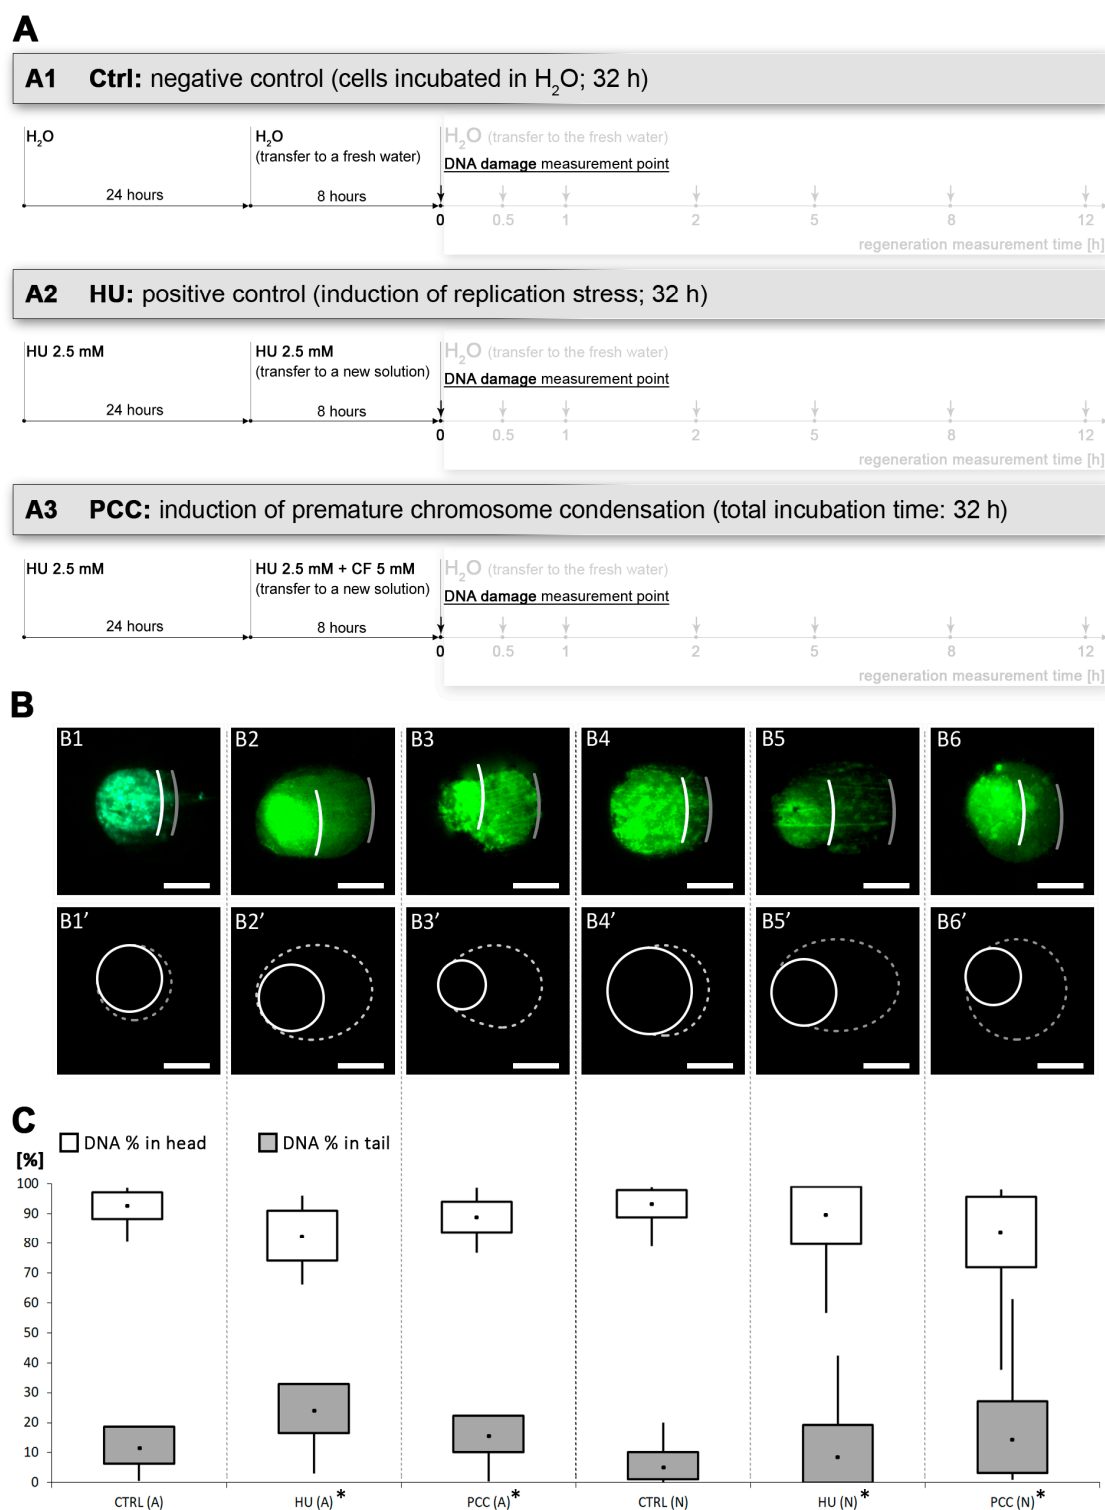 A
A1 Ctrl: negative control (cells incubated in H₂O; 32 h)
H₂O H₂O H₂O (transfer to the fresh water)
(transfer to a fresh water) DNA damage measurement point
24 hours 8 hours
0 0.5 1 2 5 8 12
regeneration measurement time [h]
A2 HU: positive control (induction of replication stress; 32 h)
HU 2.5 mM HU 2.5 mM H₂O (transfer to the fresh water)
(transfer to a new solution) DNA damage measurement point
24 hours 8 hours
0 0.5 1 2 5 8 12
regeneration measurement time [h]
A3 PCC: induction of premature chromosome condensation (total incubation time: 32 h)
HU 2.5 mM HU 2.5 mM + CF 5 mM H₂O (transfer to the fresh water)
(transfer to a new solution) DNA damage measurement point
24 hours 8 hours
0 0.5 1 2 5 8 12
regeneration measurement time [h]
B
B1 B2 B3 B4 B5 B6
B1' B2' B3' B4' B5' B6'
C
DNA % in head DNA % in tail
[%]
100
90
80
70
60
50
40
30
20
10
0
CTRL (A) HU (A) * PCC (A) * CTRL (N) HU (N) * PCC (N) *